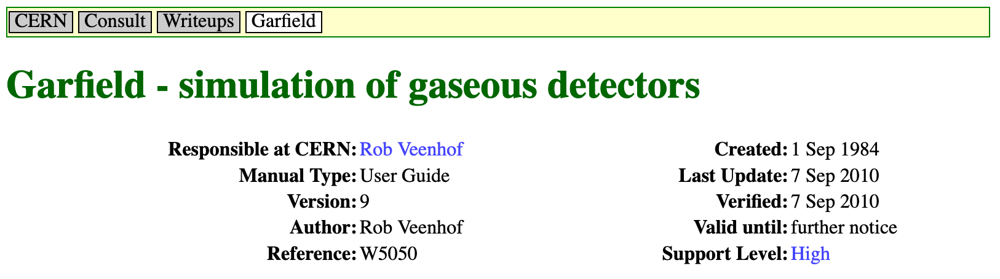 CERN Consult Writeups Garfield
Garfield - simulation of gaseous detectors
Responsible at CERN: Rob Veenhof Created: 1 Sep 1984
Manual Type: User Guide Last Update: 7 Sep 2010
Version: 9 Verified: 7 Sep 2010
Author: Rob Veenhof Valid until: further notice
Reference: W5050 Support Level: High